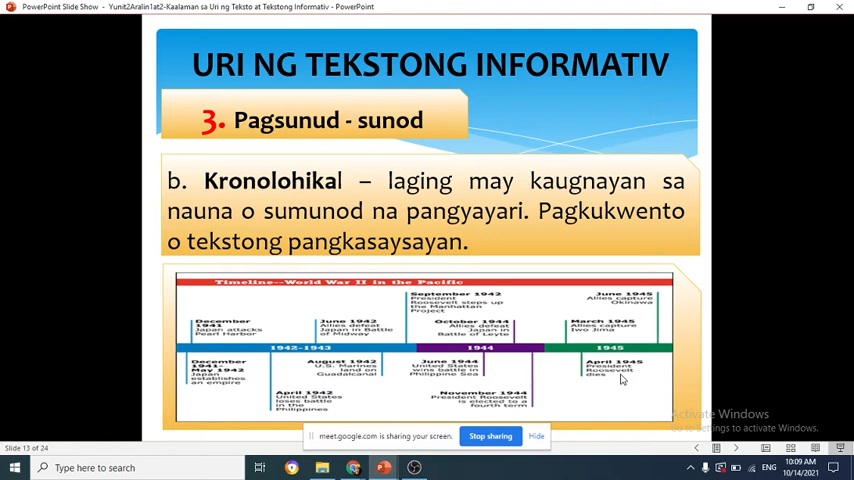 PowerPoint Slide Show - Yunit2Aralin1at2-Kaalaman sa Uri ng Teksto at Tekstong Informativ - PowerPoint
URI NG TEKSTONG INFORMATIV
3. Pagsunud - sunod
b. Kronolohikal – laging may kaugnayan sa
nauna o sumunod na pangyayari. Pagkukwento
o tekstong pangkasaysayan.
Timeline--World War II in the Pacific
September 1942
President
Roosevelt steps up
the Manhattan
Project
June 1945
Allies capture
Okinawa
December
1941
Japan attacks
Pearl Harbor
June 1942
Allies defeat
Japan in Battle
of Midway
October 1944
Allies defeat
Japan in
Battle of Leyte
March 1945
Allies capture
Iwo Jima
1942-1943
1944
1945
December
1941-
May 1942
Japan
establishes
an empire
August 1942
U.S. Marines
land on
Guadalcanal
June 1944
United States
wins battle in
Philippine Sea
April 1945
President
Roosevelt
dies
April 1942
United States
loses battle
in the
Philippines
November 1944
President Roosevelt
is elected to a
fourth term
Activate Windows
Go to Settings to activate Windows.
meet.google.com is sharing your screen.
Stop sharing
Hide
Slide 13 of 24
Type here to search
ENG
10:09 AM
10/14/2021